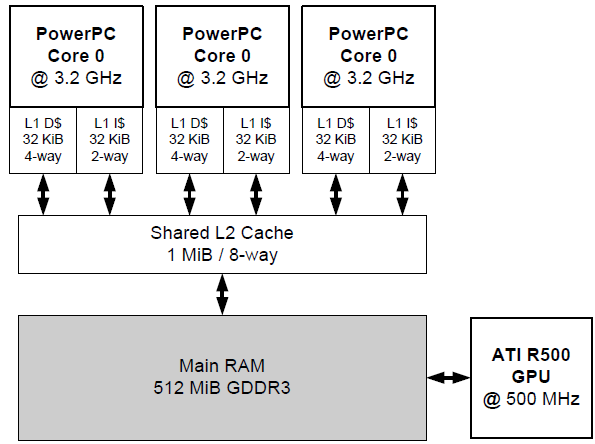 PowerPC
Core 0
@ 3.2 GHz
PowerPC
Core 0
@ 3.2 GHz
PowerPC
Core 0
@ 3.2 GHz
L1 D$
32 KiB
4-way
L1 I$
32 KiB
2-way
L1 D$
32 KiB
4-way
L1 I$
32 KiB
2-way
L1 D$
32 KiB
4-way
L1 I$
32 KiB
2-way
Shared L2 Cache
1 MiB / 8-way
Main RAM
512 MiB GDDR3
ATI R500
GPU
@ 500 MHz